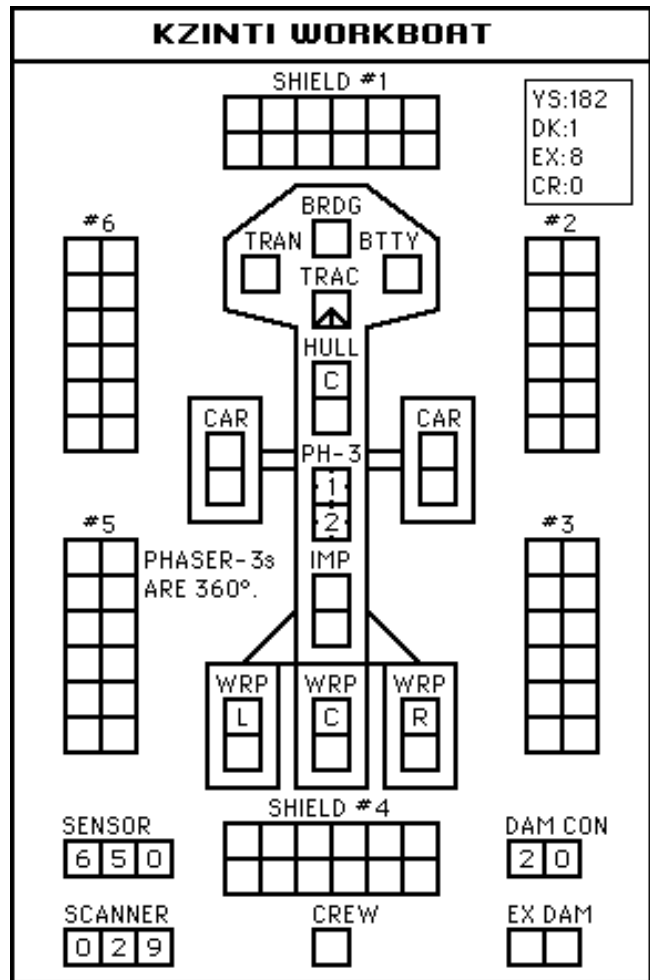 KZINTI WORKBOAT
SHIELD #1
YS:182
DK:1
EX:8
CR:0
#6
#2
BRDG
TRAN
BTTY
TRAC
HULL
C
CAR
CAR
PH-3
1
2
#5
#3
PHASER-3s
ARE 360°.
IMP
WRP WRP WRP
L C R
SHIELD #4
SENSOR
6 5 0
DAM CON
2 0
SCANNER
0 2 9
CREW
EX DAM